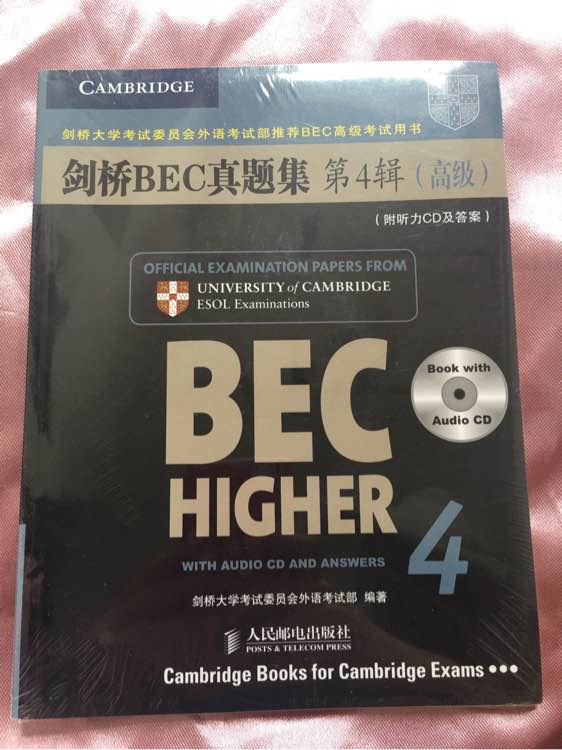 CAMBRIDGE
剑桥大学考试委员会外语考试部推荐BEC高级考试用书
剑桥BEC真题集 第4辑（高级）
（附听力CD及答案）
OFFICIAL EXAMINATION PAPERS FROM
UNIVERSITY of CAMBRIDGE
ESOL Examinations
BEC
Book with
Audio CD
HIGHER
4
WITH AUDIO CD AND ANSWERS
剑桥大学考试委员会外语考试部 编著
人民邮电出版社
POSTS & TELECOM PRESS
Cambridge Books for Cambridge Exams •••